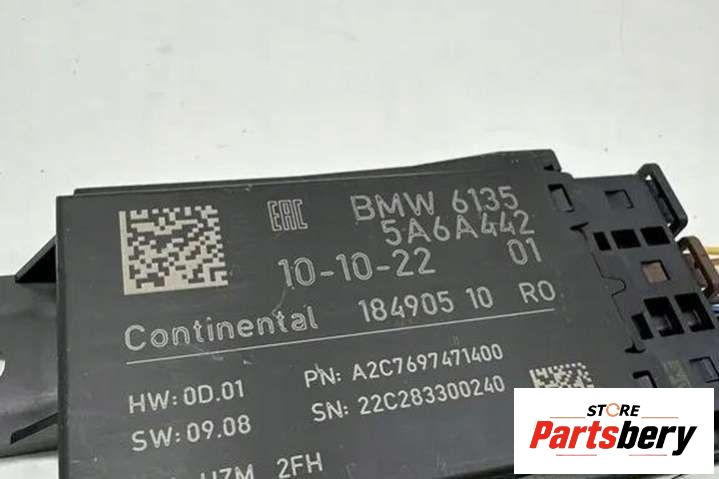 EAC BMW 6135
5A6A442
10-10-22 01
Continental 184905 10 RO
HW: 0D.01 PN: A2C7697471400
SW: 09.08 SN: 22C283300240
2FH
STORE
Partsbery